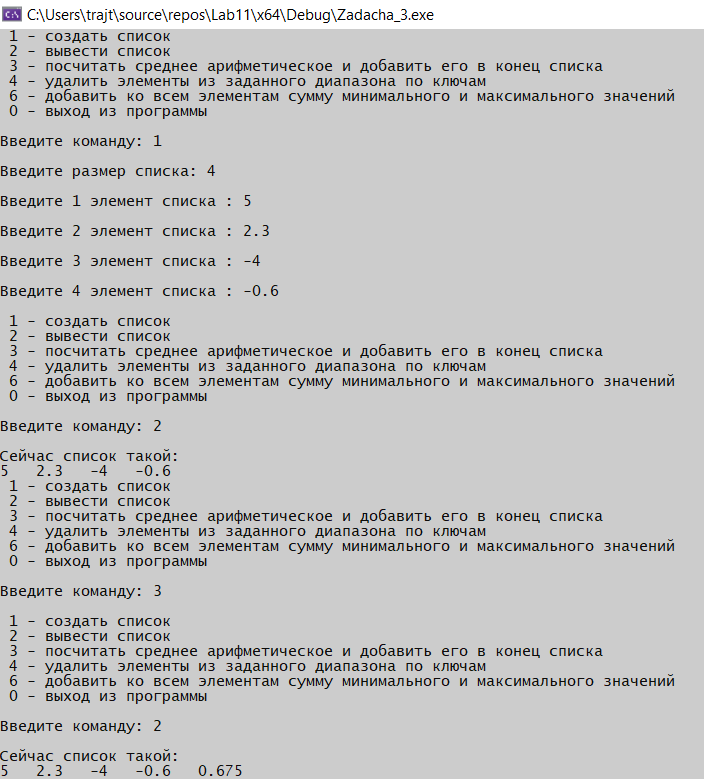 C:\Users\trajt\source\repos\Lab11\x64\Debug\Zadacha_3.exe
1 - создать список
2 - вывести список
3 - посчитать среднее арифметическое и добавить его в конец списка
4 - удалить элементы из заданного диапазона по ключам
6 - добавить ко всем элементам сумму минимального и максимального значений
0 - выход из программы
Введите команду: 1
Введите размер списка: 4
Введите 1 элемент списка : 5
Введите 2 элемент списка : 2.3
Введите 3 элемент списка : -4
Введите 4 элемент списка : -0.6
1 - создать список
2 - вывести список
3 - посчитать среднее арифметическое и добавить его в конец списка
4 - удалить элементы из заданного диапазона по ключам
6 - добавить ко всем элементам сумму минимального и максимального значений
0 - выход из программы
Введите команду: 2
Сейчас список такой:
5   2.3   -4   -0.6
1 - создать список
2 - вывести список
3 - посчитать среднее арифметическое и добавить его в конец списка
4 - удалить элементы из заданного диапазона по ключам
6 - добавить ко всем элементам сумму минимального и максимального значений
0 - выход из программы
Введите команду: 3
1 - создать список
2 - вывести список
3 - посчитать среднее арифметическое и добавить его в конец списка
4 - удалить элементы из заданного диапазона по ключам
6 - добавить ко всем элементам сумму минимального и максимального значений
0 - выход из программы
Введите команду: 2
Сейчас список такой:
5   2.3   -4   -0.6   0.675